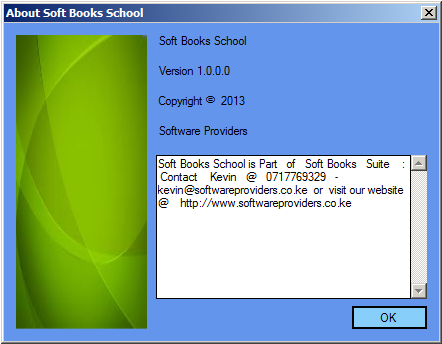 About Soft Books School
Soft Books School
Version 1.0.0.0
Copyright © 2013
Software Providers
Soft Books School is Part of Soft Books Suite :
Contact Kevin @ 0717769329 -
kevin@softwareproviders.co.ke or visit our website
@ http://www.softwareproviders.co.ke
OK